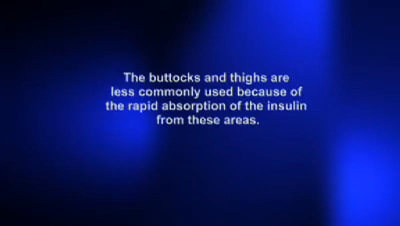 The buttocks and thighs are
less commonly used because of
the rapid absorption of the insulin
from these areas.